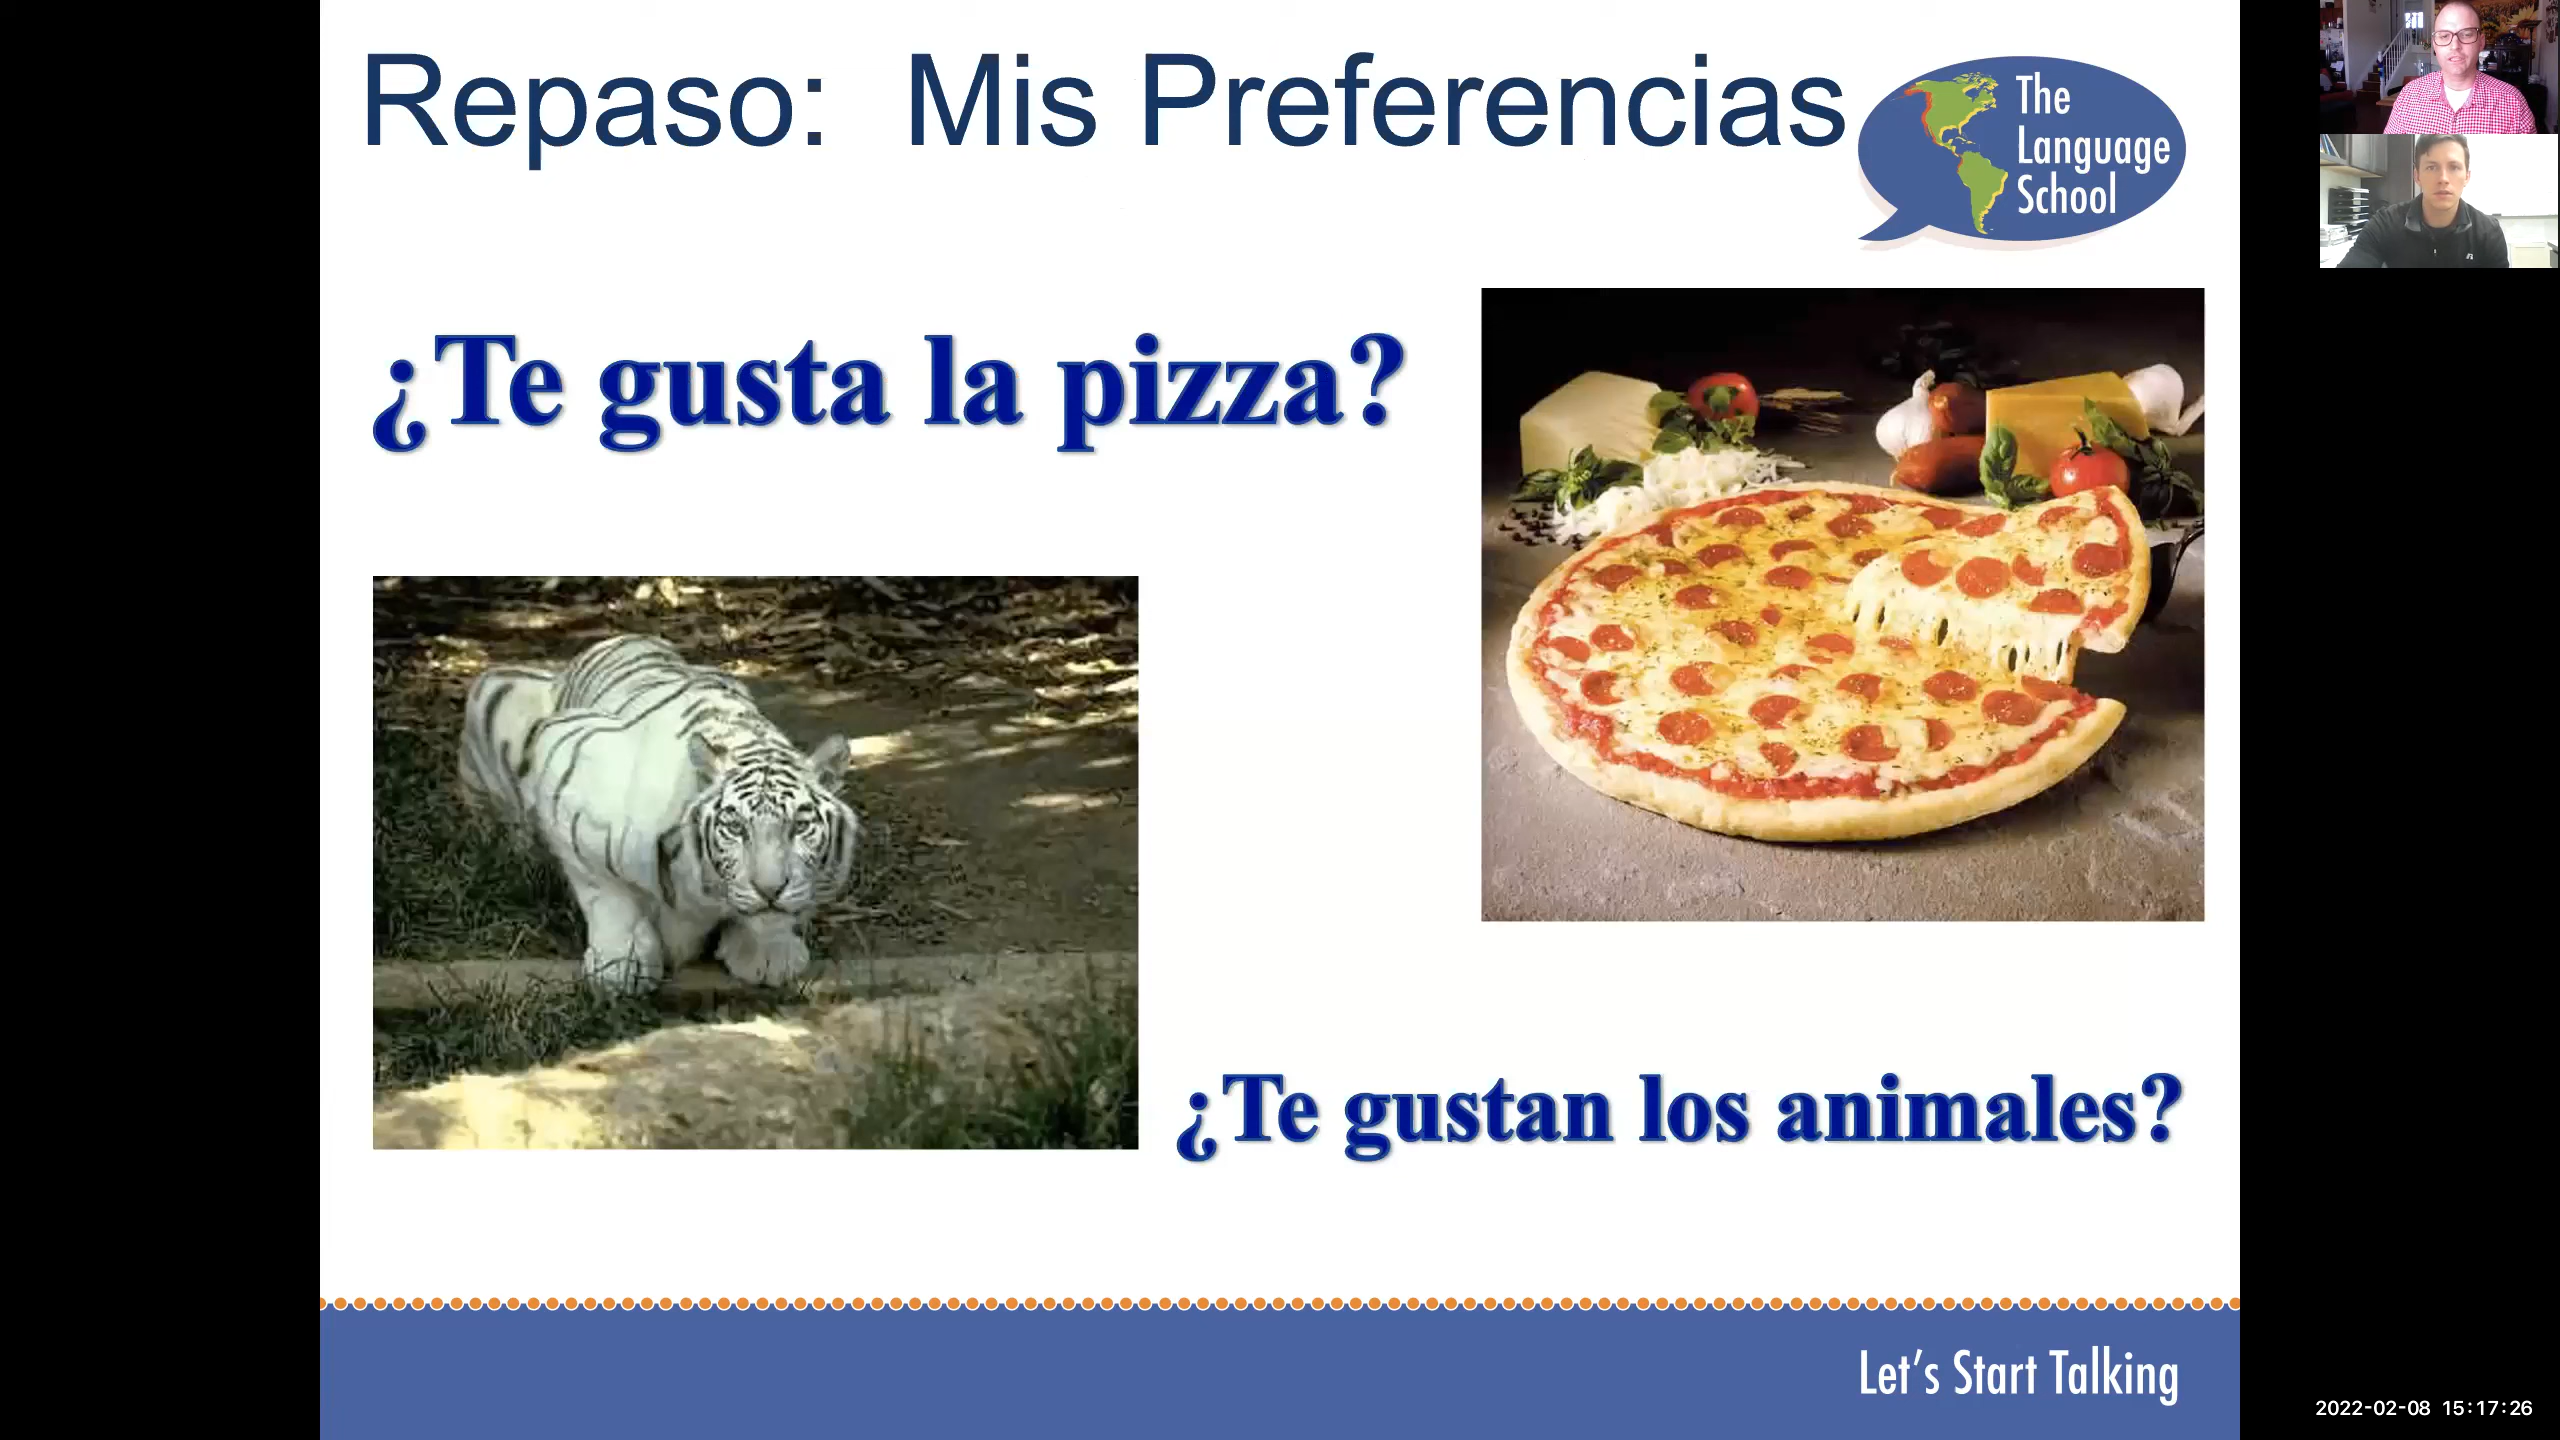 Repaso: Mis Preferencias
The
Language
School
¿Te gusta la pizza?
¿Te gustan los animales?
Let's Start Talking
2022-02-08 15:17:26